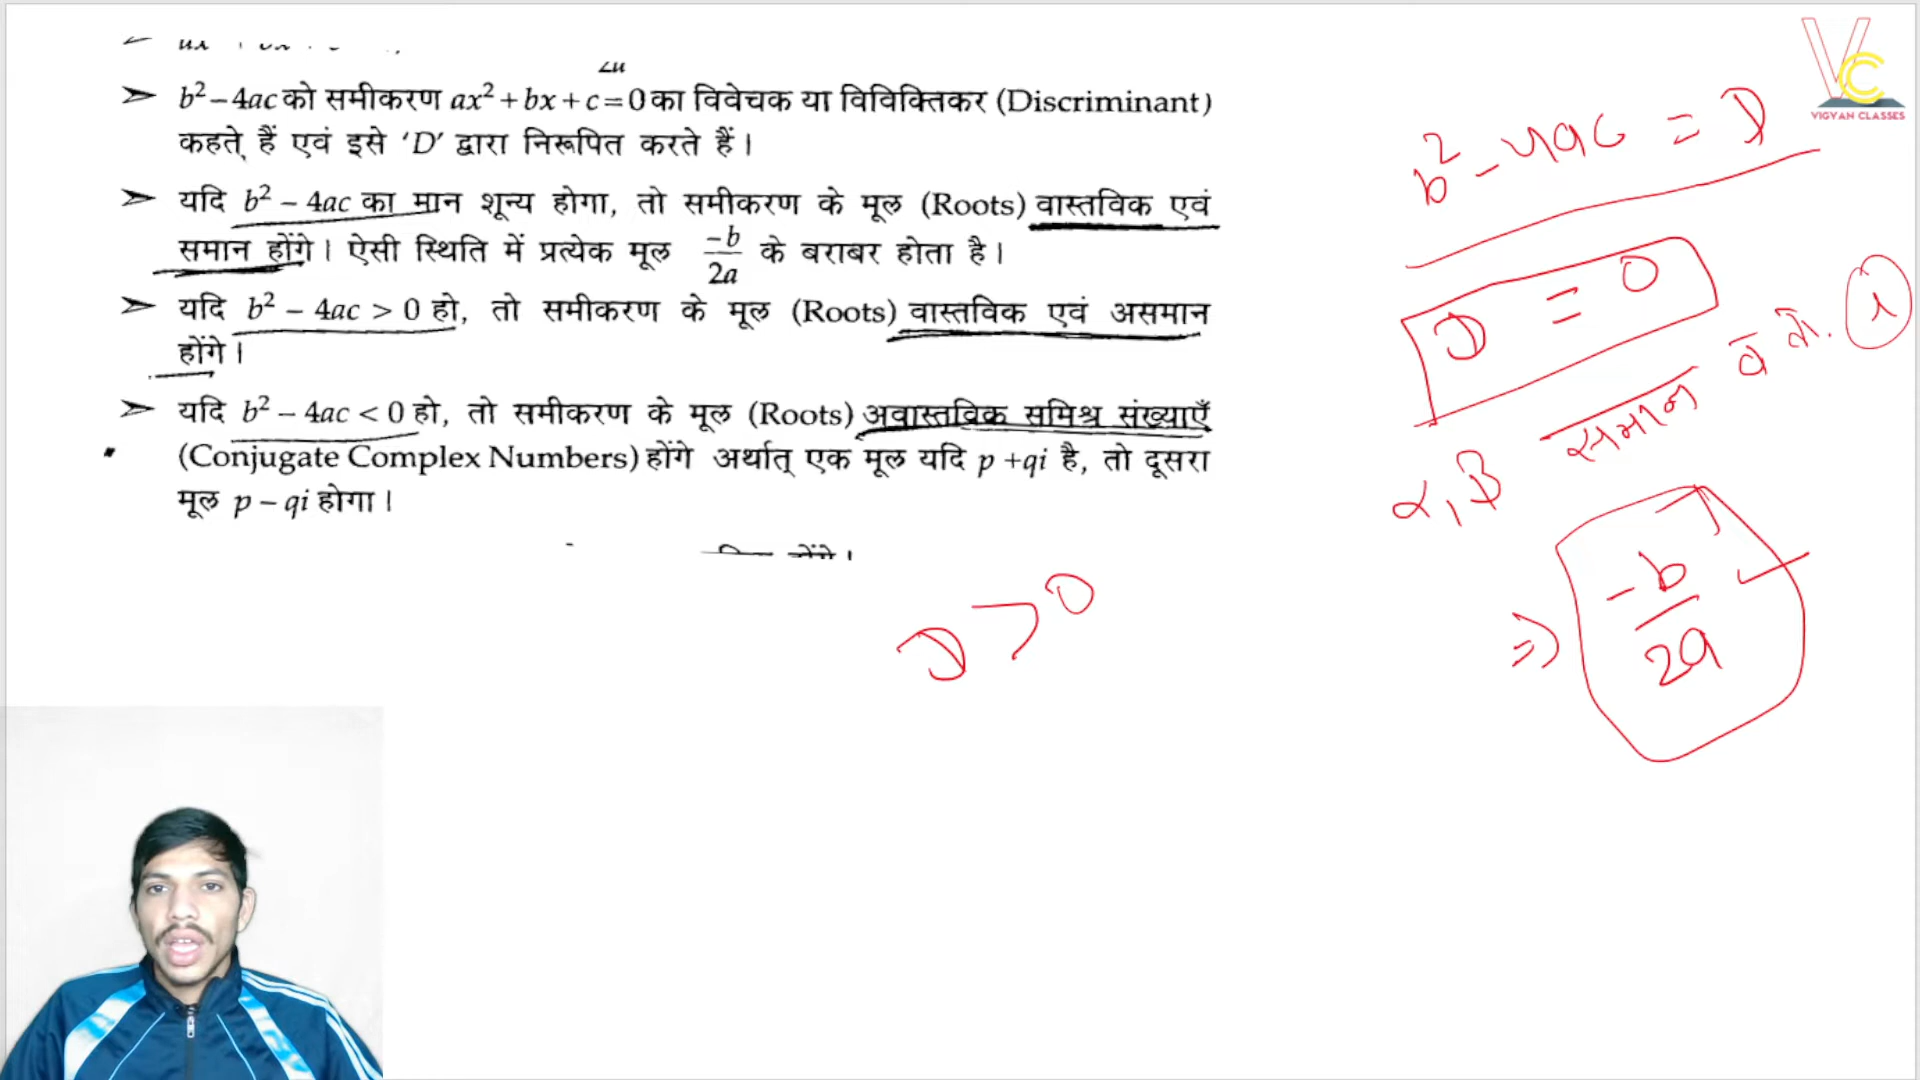 ➢ b² – 4ac को समीकरण ax² + bx + c = 0 का विवेचक या विविक्तिकर (Discriminant)
कहते हैं एवं इसे ‘D’ द्वारा निरूपित करते हैं।
➢ यदि b² – 4ac का मान शून्य होगा, तो समीकरण के मूल (Roots) वास्तविक एवं
समान होंगे। ऐसी स्थिति में प्रत्येक मूल -b/2a के बराबर होता है।
➢ यदि b² – 4ac > 0 हो, तो समीकरण के मूल (Roots) वास्तविक एवं असमान
होंगे।
➢ यदि b² – 4ac < 0 हो, तो समीकरण के मूल (Roots) अवास्तविक समिश्र संख्याएँ
(Conjugate Complex Numbers) होंगे अर्थात् एक मूल यदि p + qi है, तो दूसरा
मूल p – qi होगा।
होंगे।
D > 0
VIGYAN CLASSES
b² - 4ac = D
D = 0
α, β समान व
⇒ -b/2a